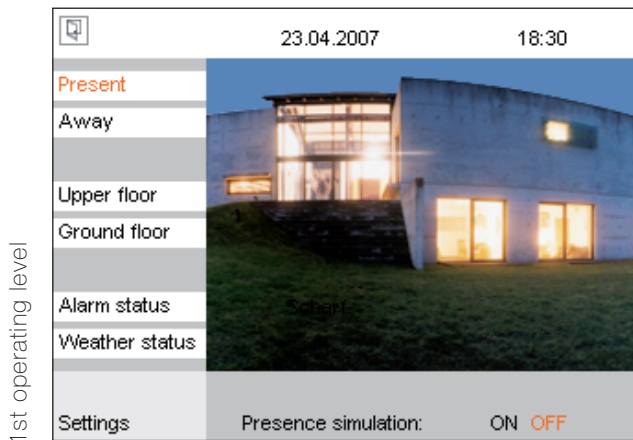 23.04.2007 18:30
Present
Away
Upper floor
Ground floor
Alarm status
Scharf
Weather status
Settings Presence simulation: ON OFF
1st operating level